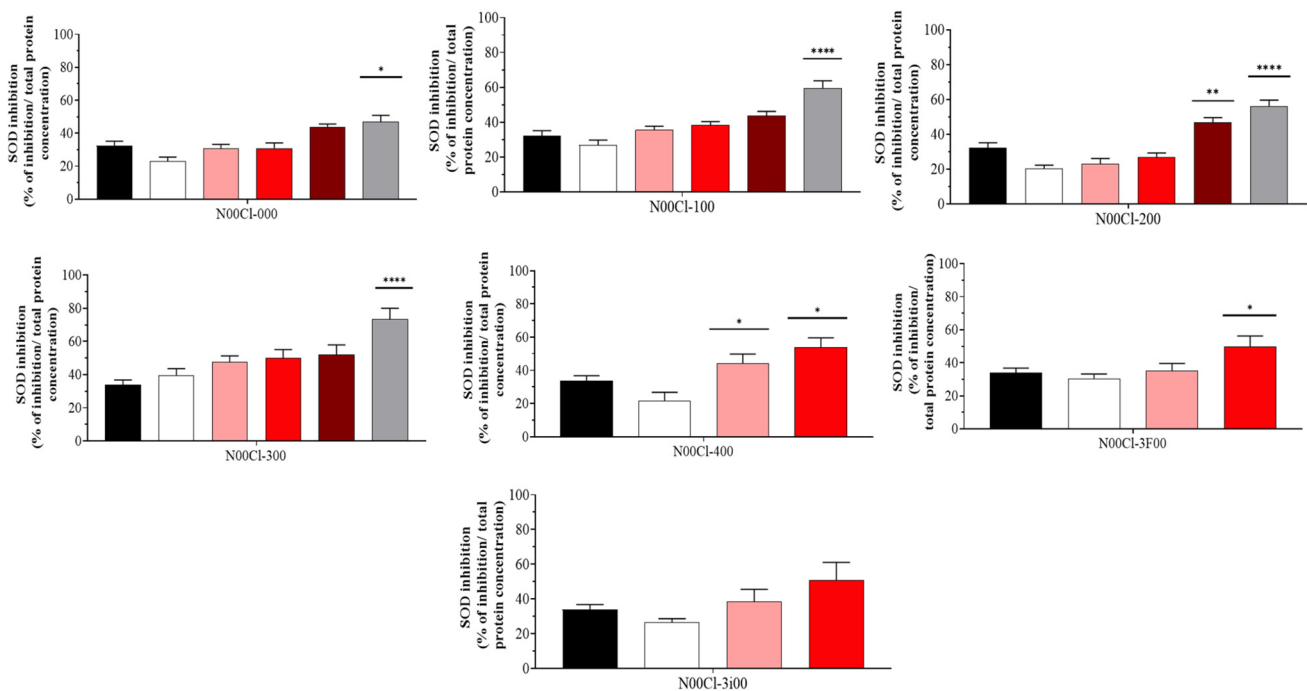 SOD inhibition
(% of inhibition/ total protein
concentration)
100
80
60
40
20
0
*
N00Cl-000
SOD inhibition
(% of inhibition/ total
protein concentration)
100
80
60
40
20
0
****
N00Cl-100
SOD inhibition
(% of inhibition/ total protein
concentration)
100
80
60
40
20
0
**
****
N00Cl-200
SOD inhibition
(% of inhibition/ total protein
concentration)
100
80
60
40
20
0
****
N00Cl-300
SOD inhibition
(% of inhibition/ total protein
concentration)
100
80
60
40
20
0
*
*
N00Cl-400
SOD inhibition
(% of inhibition/
total protein concentration)
100
80
60
40
20
0
*
N00Cl-3F00
SOD inhibition
(% of inhibition/ total
protein concentration)
100
80
60
40
20
0
N00Cl-3i00